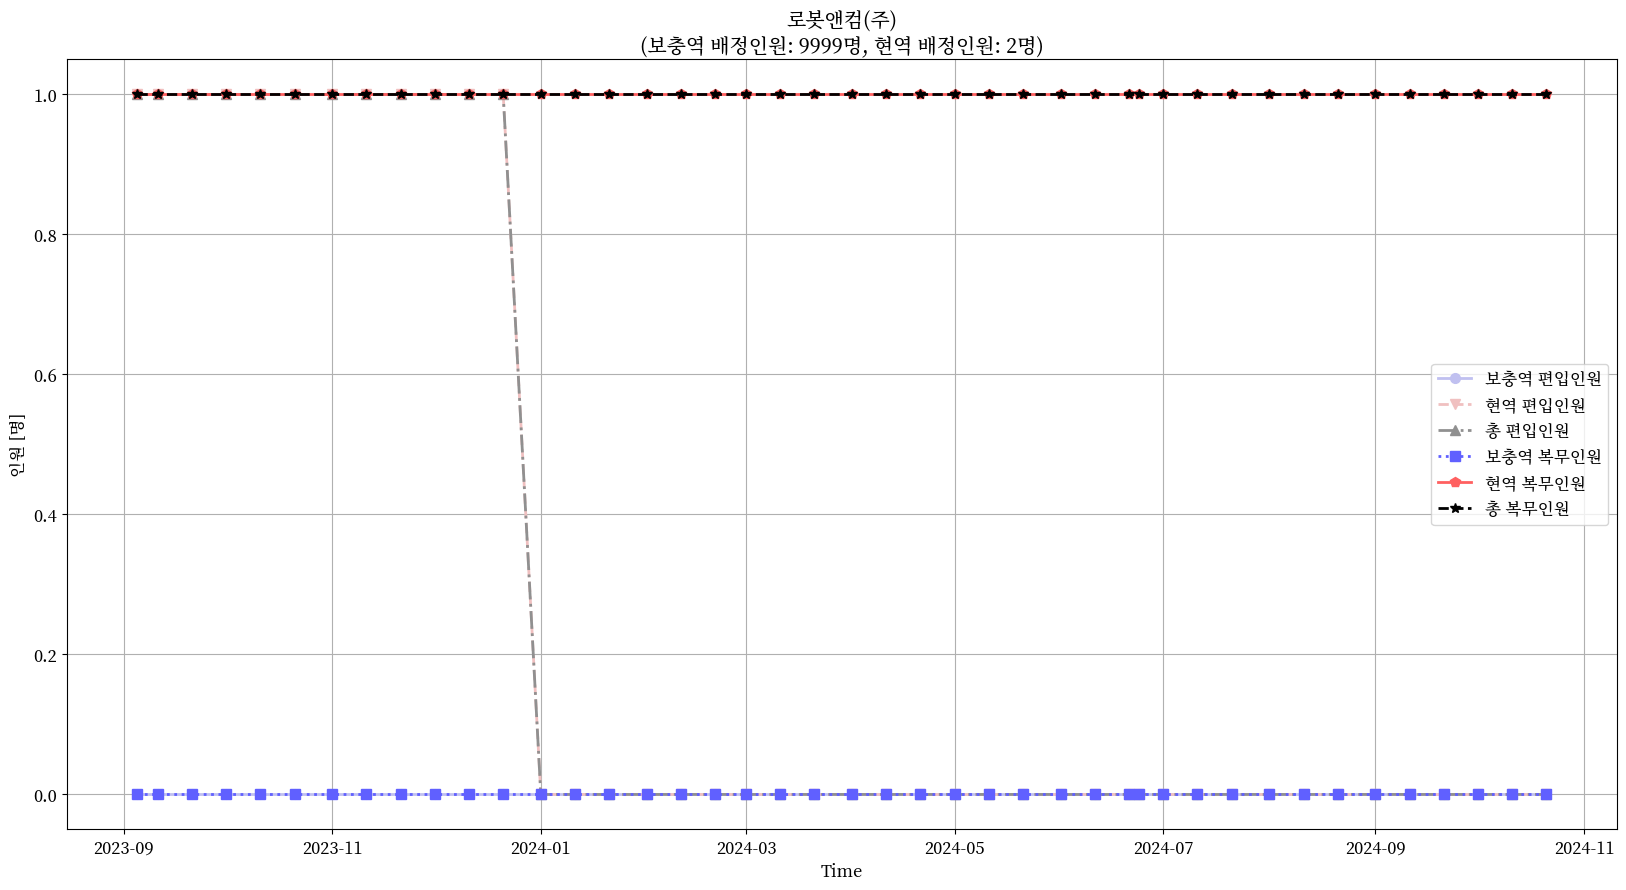 로봇앤컴(주)
(보충역 배정인원: 9999명, 현역 배정인원: 2명)
1.0
0.8
0.6
0.4
0.2
0.0
인원 [명]
보충역 편입인원
현역 편입인원
총 편입인원
보충역 복무인원
현역 복무인원
총 복무인원
2023-09
2023-11
2024-01
2024-03
2024-05
2024-07
2024-09
2024-11
Time